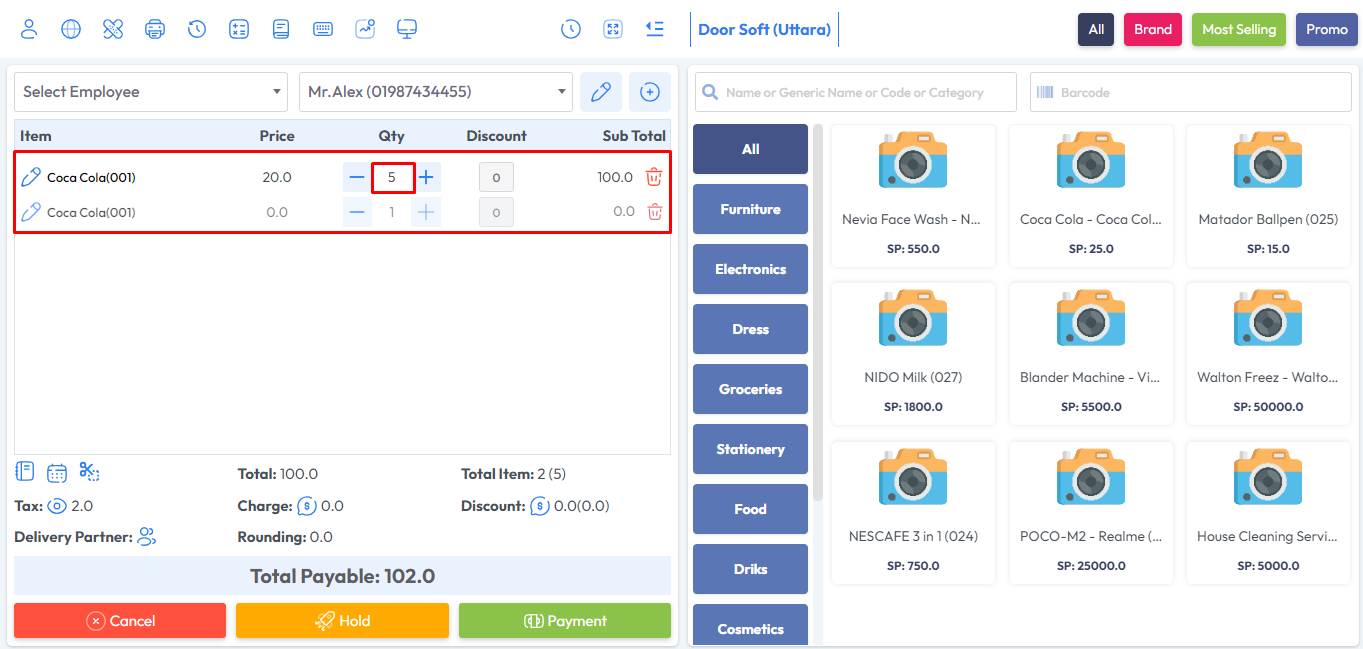 Door Soft (Uttara)
All
Brand
Most Selling
Promo
Select Employee
Mr.Alex (01987434455)
Item Price Qty Discount Sub Total
Coca Cola(001) 20.0 5 0 100.0
Coca Cola(001) 0.0 1 0 0.0
Total: 100.0
Total Item: 2 (5)
Tax: 2.0
Charge: 0.0
Discount: 0.0(0.0)
Delivery Partner:
Rounding: 0.0
Total Payable: 102.0
Cancel
Hold
Payment
Name or Generic Name or Code or Category
Barcode
All
Furniture
Electronics
Dress
Groceries
Stationery
Food
Driks
Cosmetics
Nevia Face Wash - N...
SP: 550.0
Coca Cola - Coca Col...
SP: 25.0
Matador Ballpen (025)
SP: 15.0
NIDO Milk (027)
SP: 1800.0
Blander Machine - Vi...
SP: 5500.0
Walton Freez - Walto...
SP: 50000.0
NESCAFE 3 in 1 (024)
SP: 750.0
POCO-M2 - Realme (...
SP: 25000.0
House Cleaning Servi...
SP: 5000.0